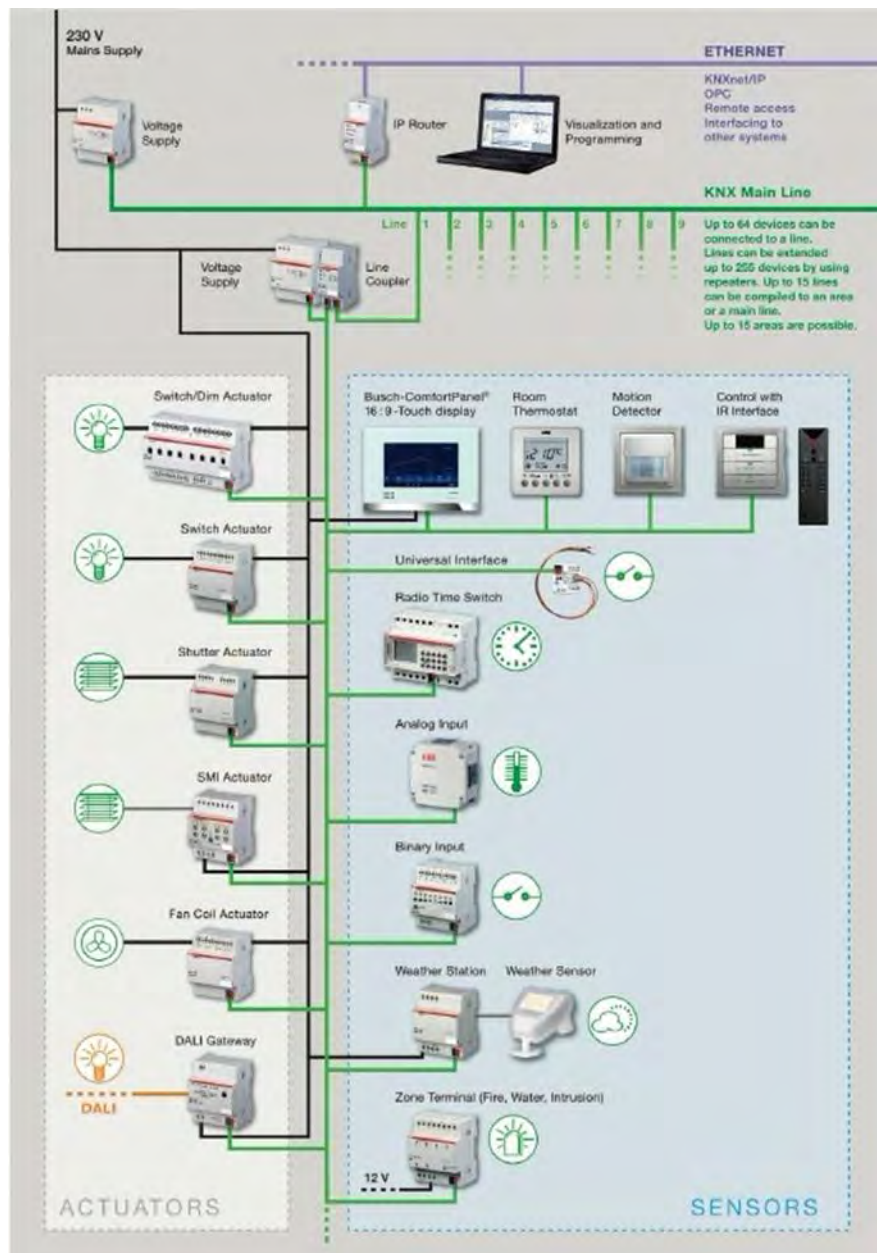 230 V
Mains Supply
ETHERNET
KNXnet/IP
OPC
Remote access
Interfacing to
other systems
Voltage
Supply
IP Router
Visualization and
Programming
KNX Main Line
Line 1 2 3 4 5 6 7 8 9
Up to 64 devices can be
connected to a line.
Lines can be extended
up to 255 devices by using
repeaters. Up to 15 lines
can be compiled to an area
or a main line.
Up to 15 areas are possible.
Voltage
Supply
Line
Coupler
Switch/Dim Actuator
Switch Actuator
Shutter Actuator
SMI Actuator
Fan Coil Actuator
DALI Gateway
DALI
ACTUATORS
Busch-ComfortPanel®
16:9-Touch display
Room
Thermostat
Motion
Detector
Control with
IR Interface
Universal Interface
Radio Time Switch
Analog Input
ABB
Binary Input
Weather Station
Weather Sensor
Zone Terminal (Fire, Water, Intrusion)
12 V
SENSORS